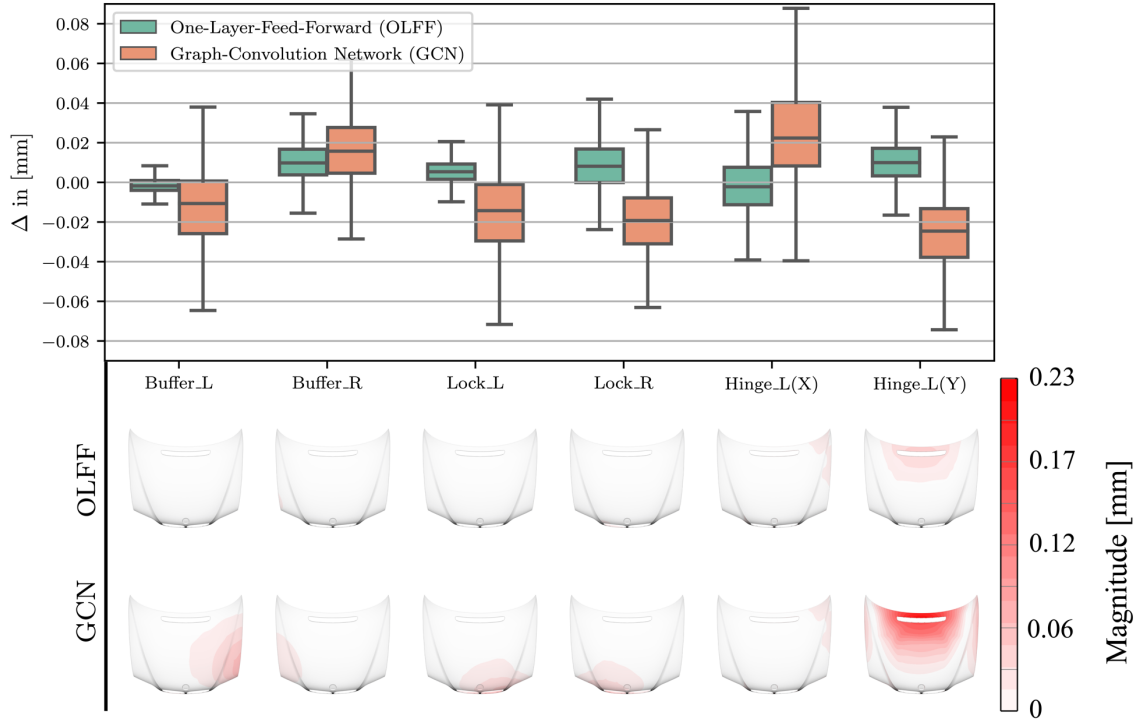 0.08
One-Layer-Feed-Forward (OLFF)
0.06
Graph-Convolution Network (GCN)
0.04
0.02
0.00
−0.02
−0.04
−0.06
−0.08
Δ in [mm]
Buffer_L
Buffer_R
Lock_L
Lock_R
Hinge_L(X)
Hinge_L(Y)
OLFF
GCN
0.23
0.17
0.12
0.06
0
Magnitude [mm]